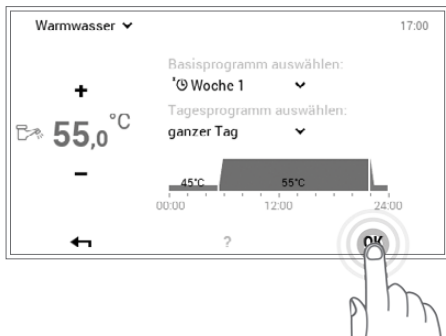 Warmwasser
17:00
Basisprogramm auswählen:
Woche 1
Tagesprogramm auswählen:
ganzer Tag
+
55,0 °C
−
45°C
55°C
00:00
12:00
24:00
?
OK